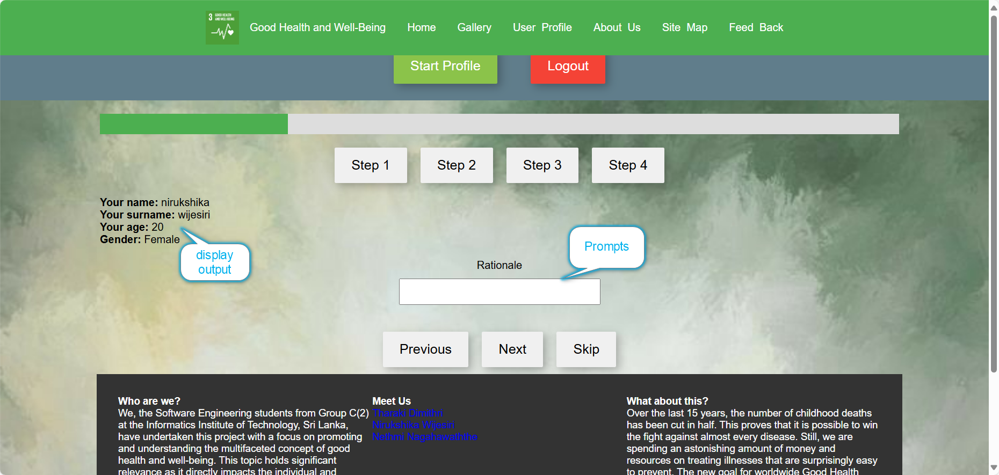 3 GOOD HEALTH
AND WELL-BEING
Good Health and Well-Being Home Gallery User Profile About Us Site Map Feed Back
Start Profile Logout
Step 1 Step 2 Step 3 Step 4
Your name: nirukshika
Your surname: wijesiri
Your age: 20
Gender: Female
display
output
Prompts
Rationale
Previous Next Skip
Who are we?
We, the Software Engineering students from Group C(2)
at the Informatics Institute of Technology, Sri Lanka,
have undertaken this project with a focus on promoting
and understanding the multifaceted concept of good
health and well-being. This topic holds significant
relevance as it directly impacts the individual and
Meet Us
Tharaki Dimithri
Nirukshika Wijesiri
Nethmi Nagahawaththe
What about this?
Over the last 15 years, the number of childhood deaths
has been cut in half. This proves that it is possible to win
the fight against almost every disease. Still, we are
spending an astonishing amount of money and
resources on treating illnesses that are surprisingly easy
to prevent. The new goal for worldwide Good Health